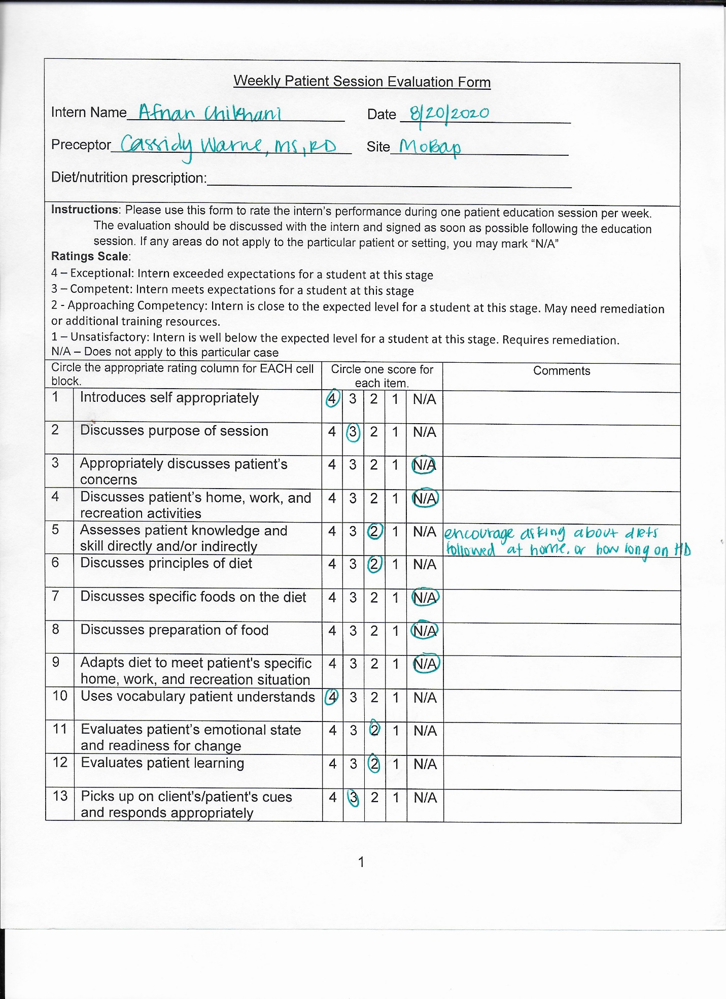 Weekly Patient Session Evaluation Form
Intern Name Afnan Chikhani Date 8/20/2020
Preceptor Cassidy Warne, MS, RD Site MoBap
Diet/nutrition prescription:
Instructions: Please use this form to rate the intern's performance during one patient education session per week.
The evaluation should be discussed with the intern and signed as soon as possible following the education
session. If any areas do not apply to the particular patient or setting, you may mark “N/A”
Ratings Scale:
4 – Exceptional: Intern exceeded expectations for a student at this stage
3 – Competent: Intern meets expectations for a student at this stage
2 - Approaching Competency: Intern is close to the expected level for a student at this stage. May need remediation
or additional training resources.
1 – Unsatisfactory: Intern is well below the expected level for a student at this stage. Requires remediation.
N/A – Does not apply to this particular case
Circle the appropriate rating column for EACH cell
block.
Circle one score for
each item.
Comments
1 Introduces self appropriately 4 3 2 1 N/A
2 Discusses purpose of session 4 3 2 1 N/A
3 Appropriately discusses patient's 4 3 2 1 N/A
concerns
4 Discusses patient's home, work, and 4 3 2 1 N/A
recreation activities
5 Assesses patient knowledge and 4 3 2 1 N/A encourage asking about diets
skill directly and/or indirectly followed at home. or how long on HD
6 Discusses principles of diet 4 3 2 1 N/A
7 Discusses specific foods on the diet 4 3 2 1 N/A
8 Discusses preparation of food 4 3 2 1 N/A
9 Adapts diet to meet patient's specific 4 3 2 1 N/A
home, work, and recreation situation
10 Uses vocabulary patient understands 4 3 2 1 N/A
11 Evaluates patient's emotional state 4 3 2 1 N/A
and readiness for change
12 Evaluates patient learning 4 3 2 1 N/A
13 Picks up on client's/patient's cues 4 3 2 1 N/A
and responds appropriately
1